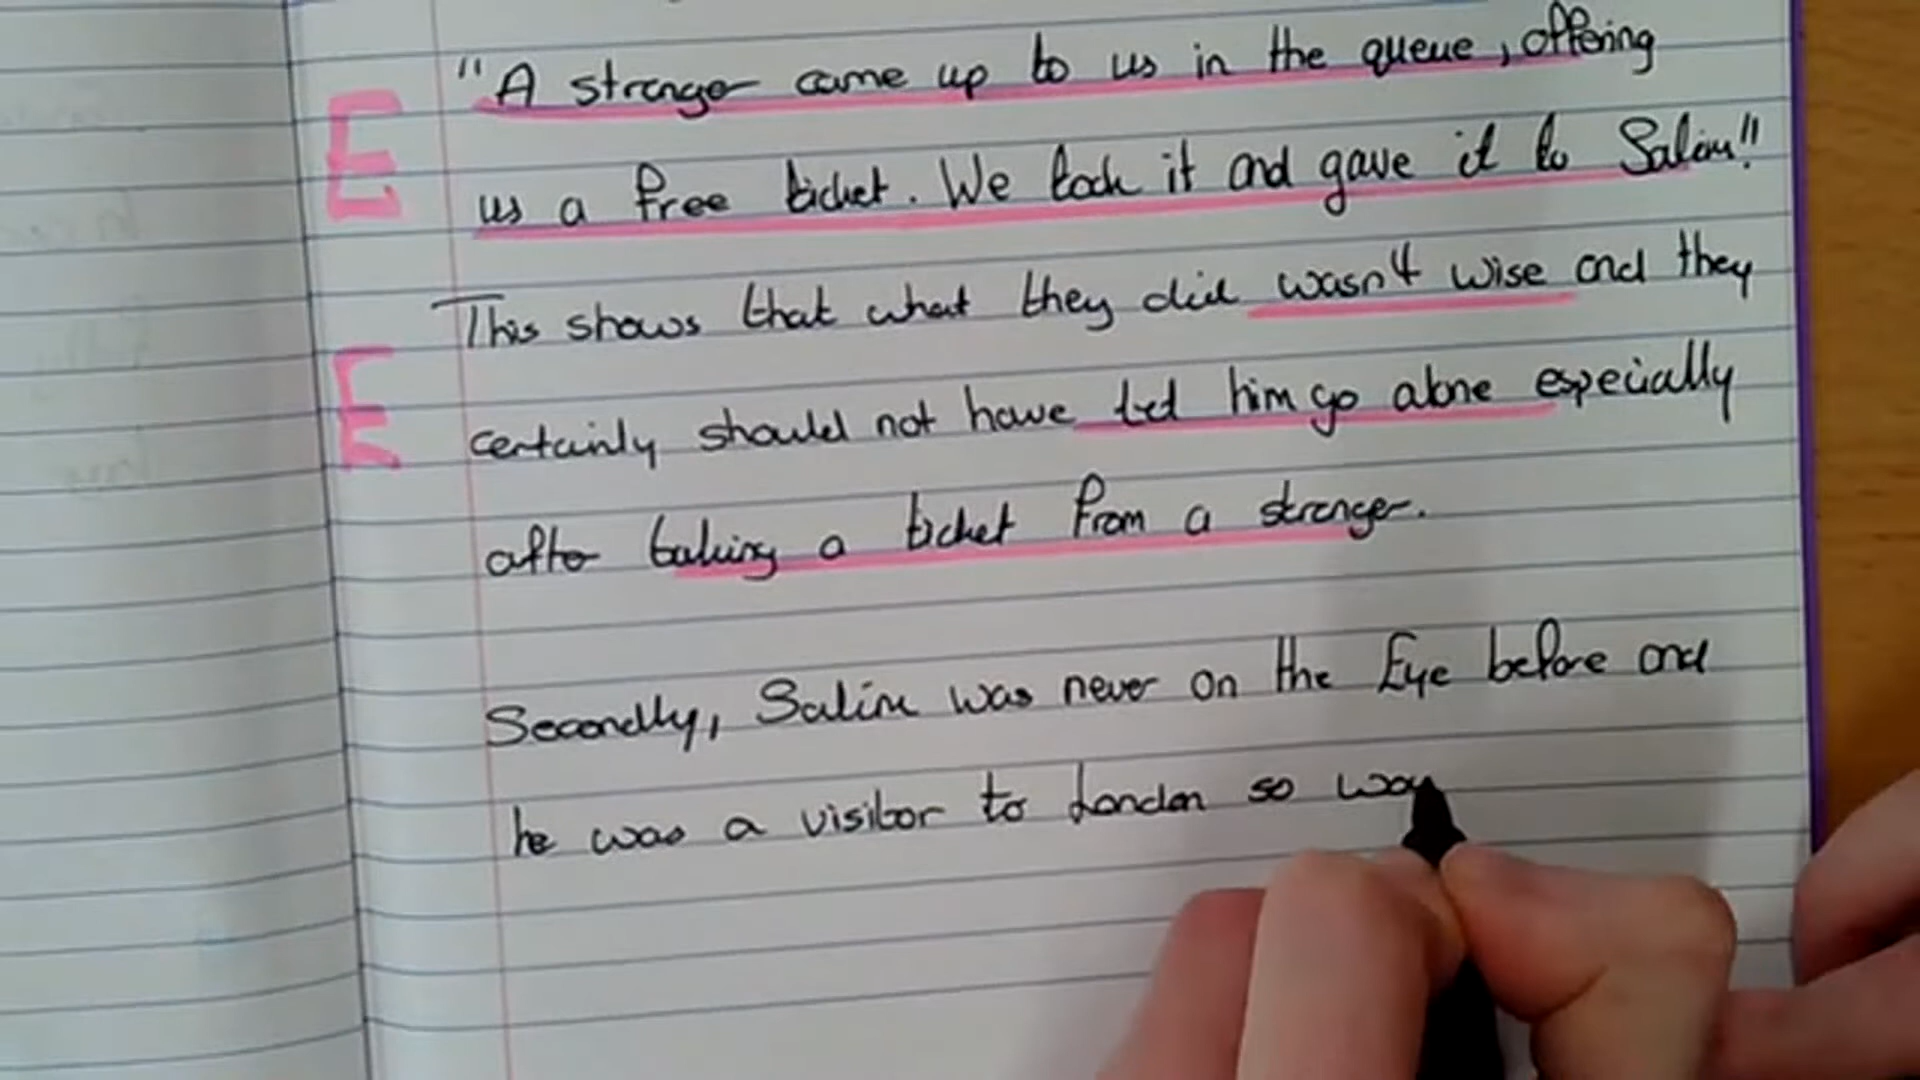 "A stranger came up to us in the queue, offering
E
us a free ticket. We took it and gave it to Salim!"
This shows that what they did wasn't wise and they
E
certainly should not have let him go alone especially
after taking a ticket from a stranger.
Secondly, Salim was never on the Eye before and
he was a visitor to London so